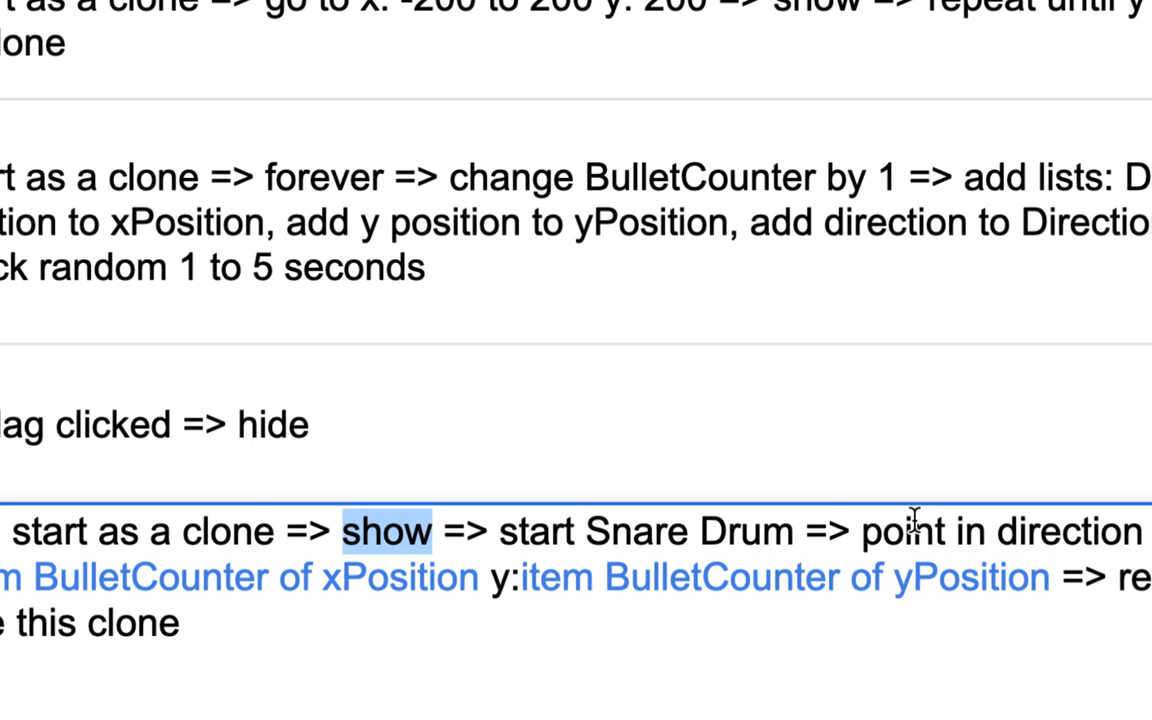 t as a clone => go to x: -200 to 200 y: 200 => show => repeat until y
lone
rt as a clone => forever => change BulletCounter by 1 => add lists: D
tion to xPosition, add y position to yPosition, add direction to Directio
ck random 1 to 5 seconds
lag clicked => hide
start as a clone => show => start Snare Drum => point in direction
m BulletCounter of xPosition y:item BulletCounter of yPosition => re
e this clone